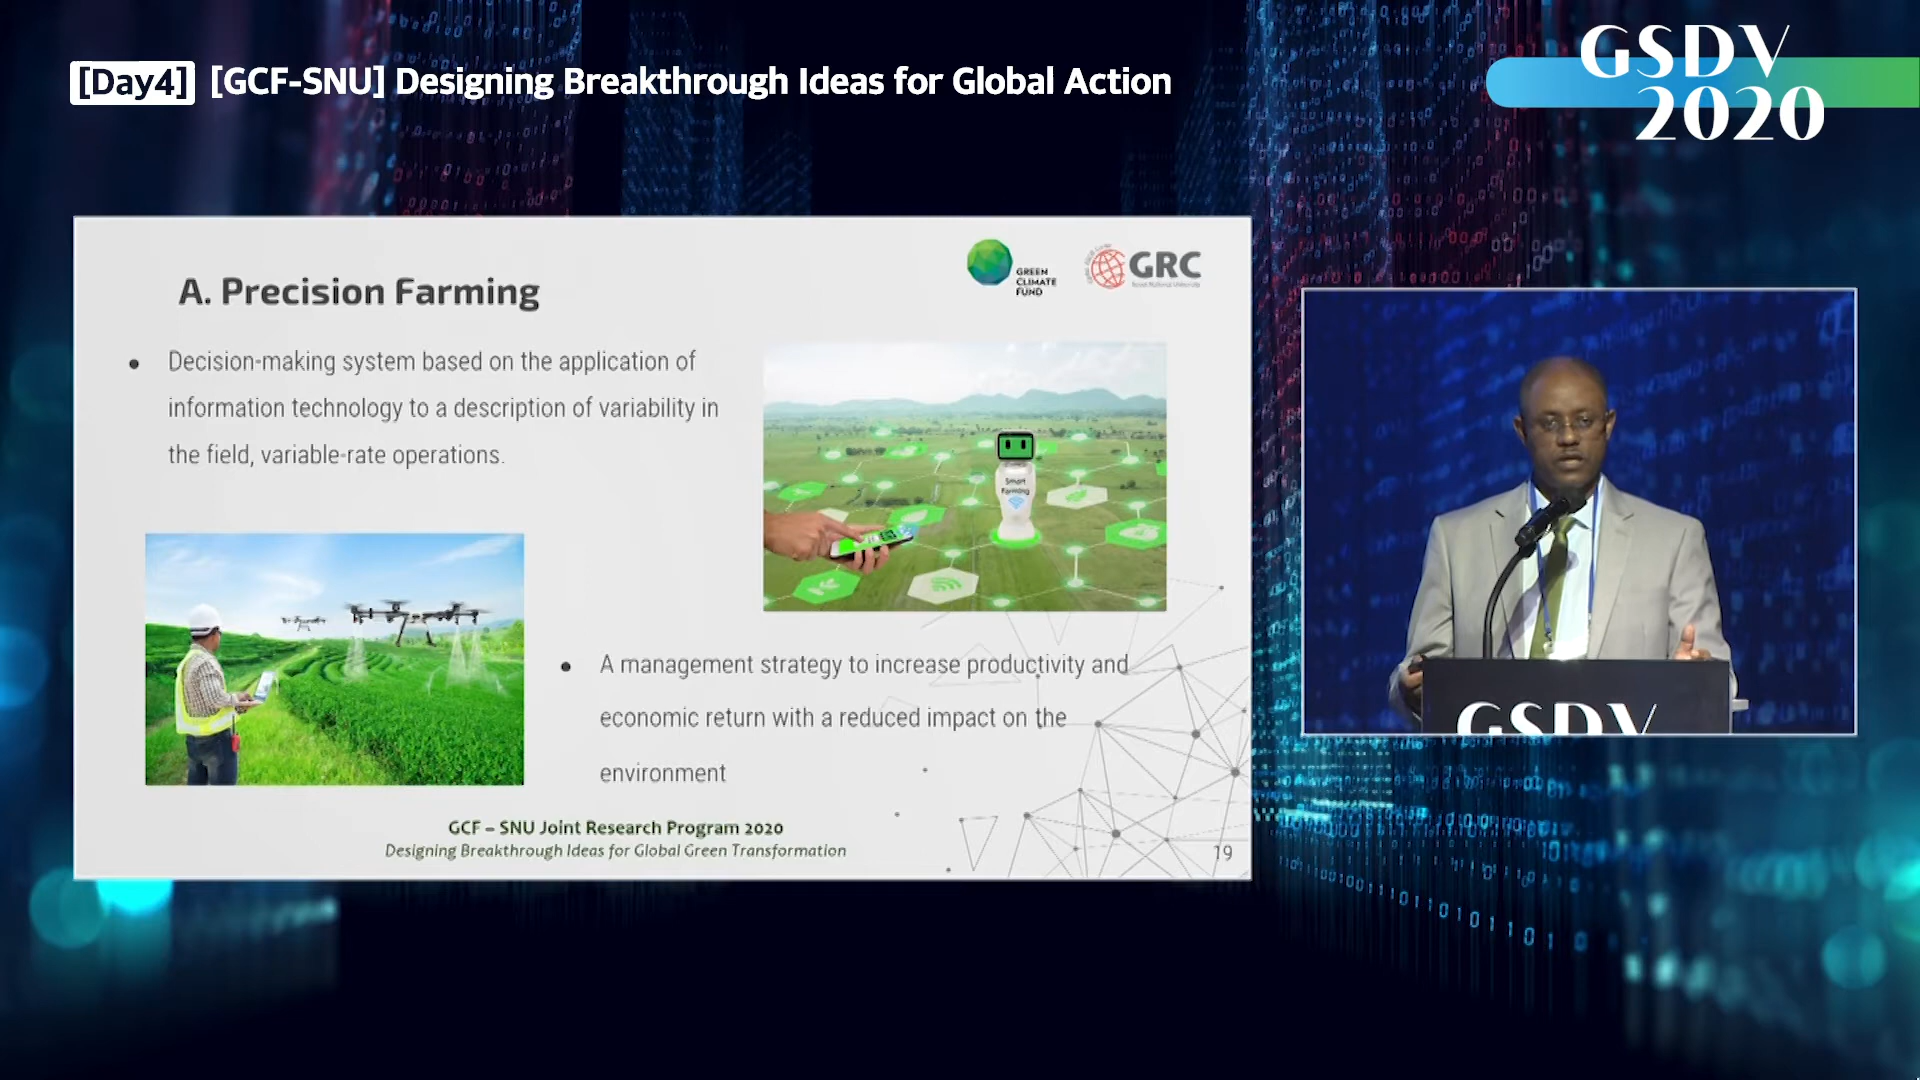 [Day4] [GCF-SNU] Designing Breakthrough Ideas for Global Action
GSDV
2020
A. Precision Farming
GREEN
CLIMATE
FUND
GRC
• Decision-making system based on the application of
information technology to a description of variability in
the field, variable-rate operations.
Smart
Farming
• A management strategy to increase productivity and
economic return with a reduced impact on the
environment
GCF – SNU Joint Research Program 2020
Designing Breakthrough Ideas for Global Green Transformation
19
GSDV